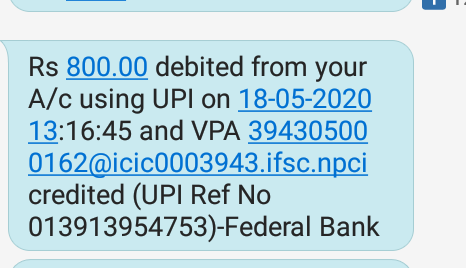 Rs 800.00 debited from your
A/c using UPI on 18-05-2020
13:16:45 and VPA 39430500
0162@icic0003943.ifsc.npci
credited (UPI Ref No
013913954753)-Federal Bank